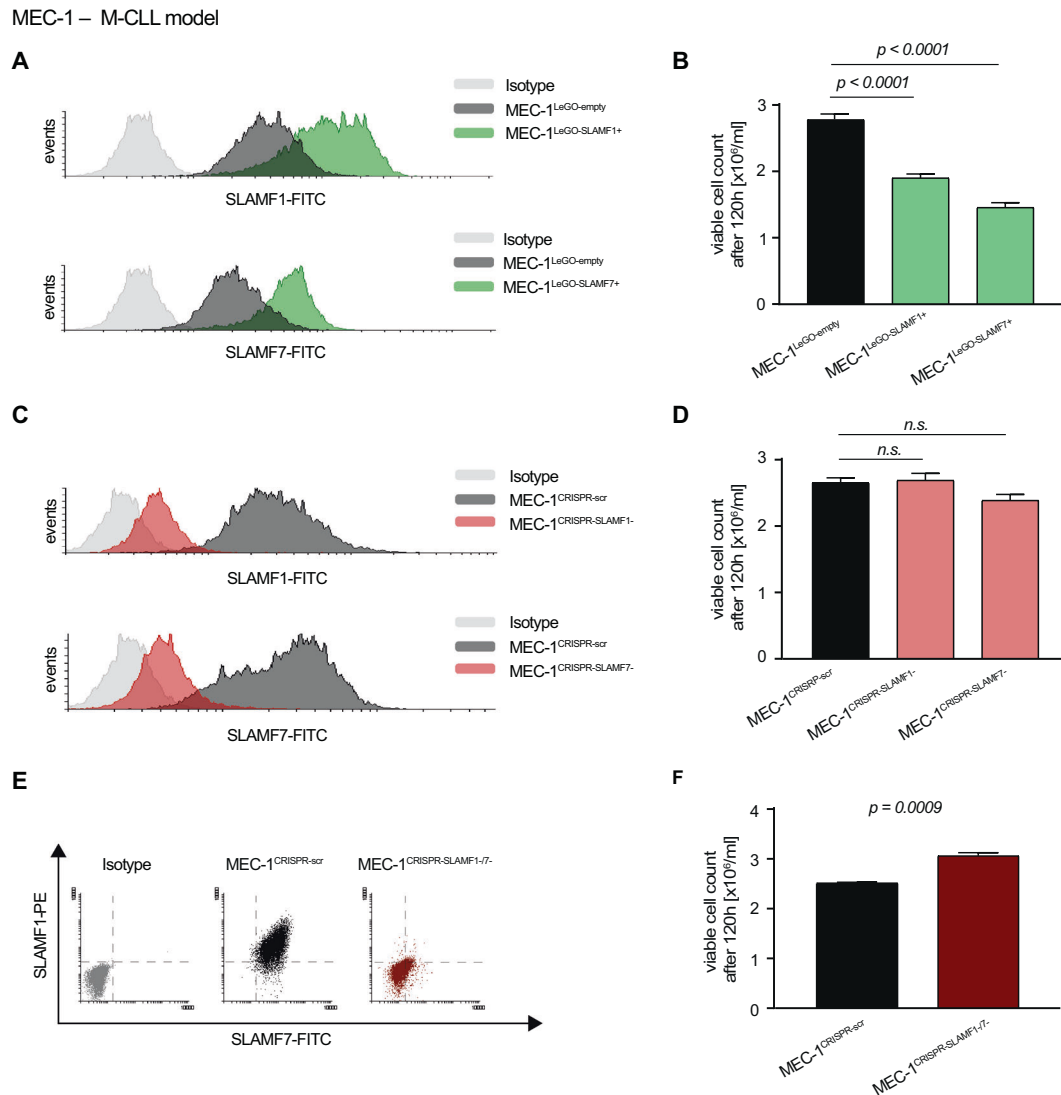 MEC-1 – M-CLL model
A
events
Isotype
MEC-1LeGO-empty
MEC-1LeGO-SLAMF1+
SLAMF1-FITC
events
Isotype
MEC-1LeGO-empty
MEC-1LeGO-SLAMF7+
SLAMF7-FITC
B
p < 0.0001
p < 0.0001
viable cell count
after 120h [x10⁶/ml]
3
2
1
0
MEC-1LeGO-empty
MEC-1LeGO-SLAMF1+
MEC-1LeGO-SLAMF7+
C
events
Isotype
MEC-1CRISPR-scr
MEC-1CRISPR-SLAMF1-
SLAMF1-FITC
events
Isotype
MEC-1CRISPR-scr
MEC-1CRISPR-SLAMF7-
SLAMF7-FITC
D
n.s.
n.s.
viable cell count
after 120h [x10⁶/ml]
3
2
1
0
MEC-1CRISRP-scr
MEC-1CRISPR-SLAMF1-
MEC-1CRISPR-SLAMF7-
E
SLAMF1-PE
Isotype
MEC-1CRISPR-scr
MEC-1CRISPR-SLAMF1-/7-
10000
10000
10000
SLAMF7-FITC
F
p = 0.0009
viable cell count
after 120h [x10⁶/ml]
4
3
2
1
0
MEC-1CRISPR-scr
MEC-1CRISPR-SLAMF1-/7-